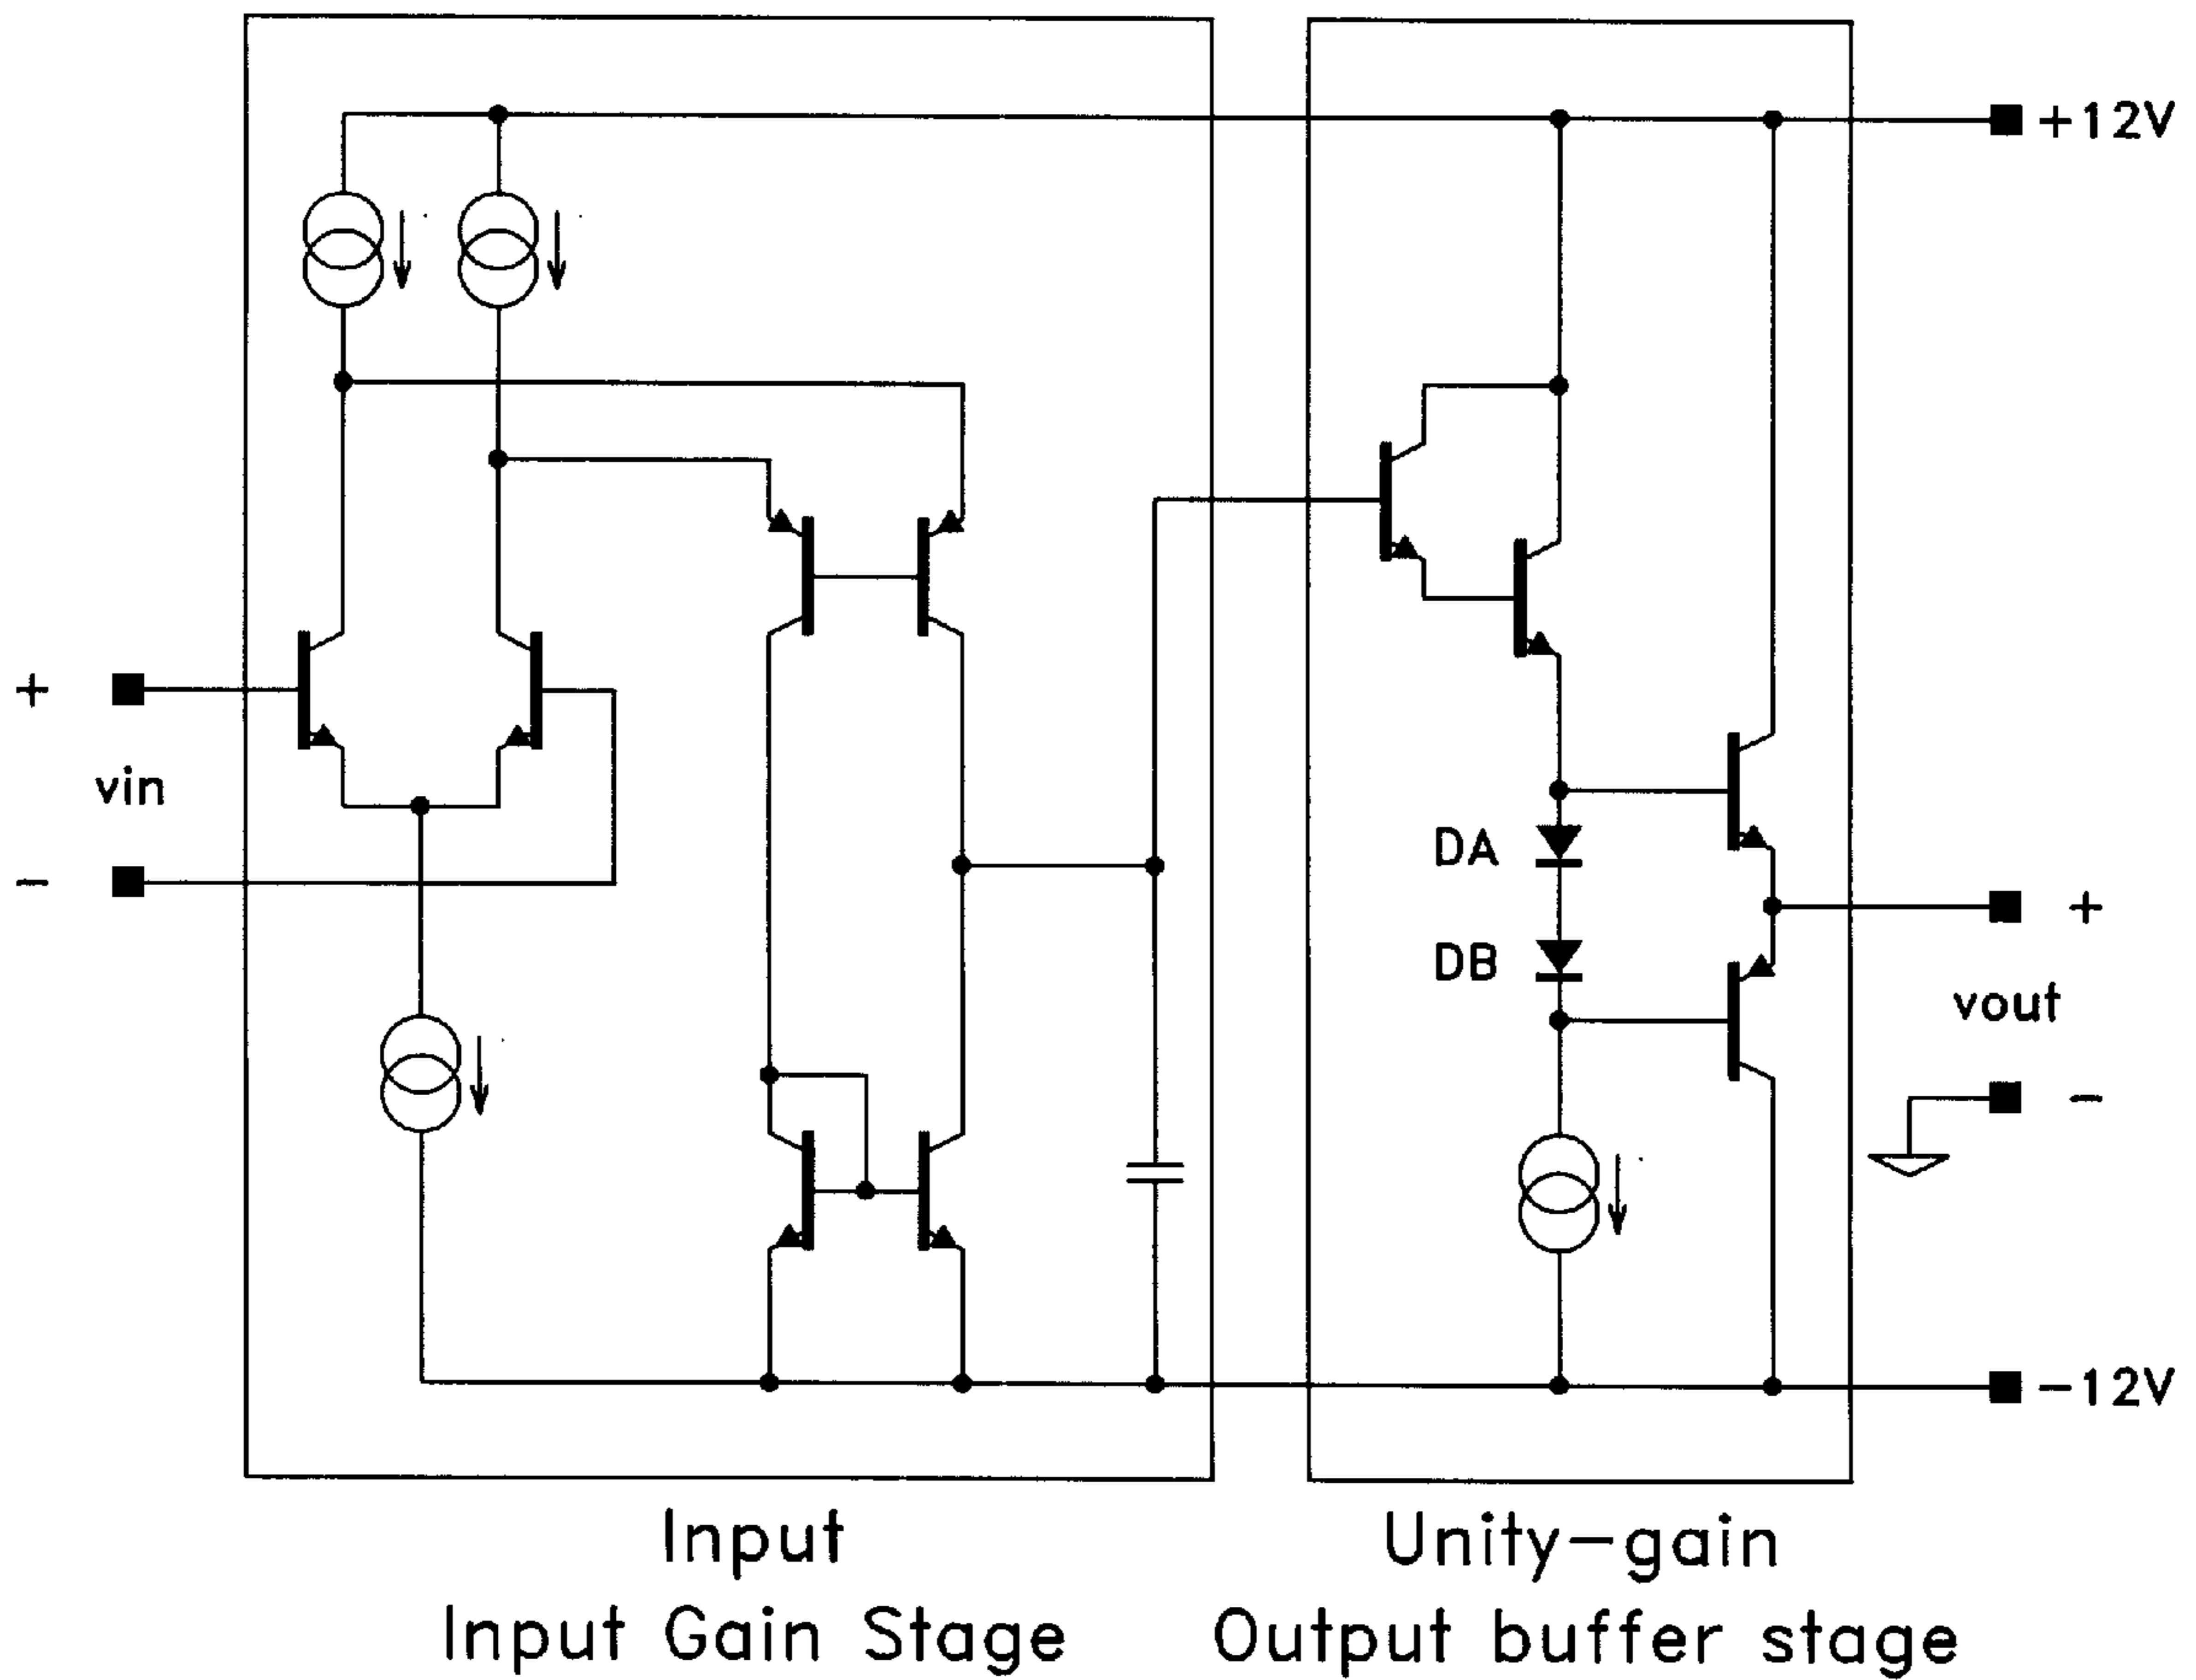 +12V
+
vin
-
DA
DB
+
vout
-
-12V
Input
Input Gain Stage
Unity-gain
Output buffer stage